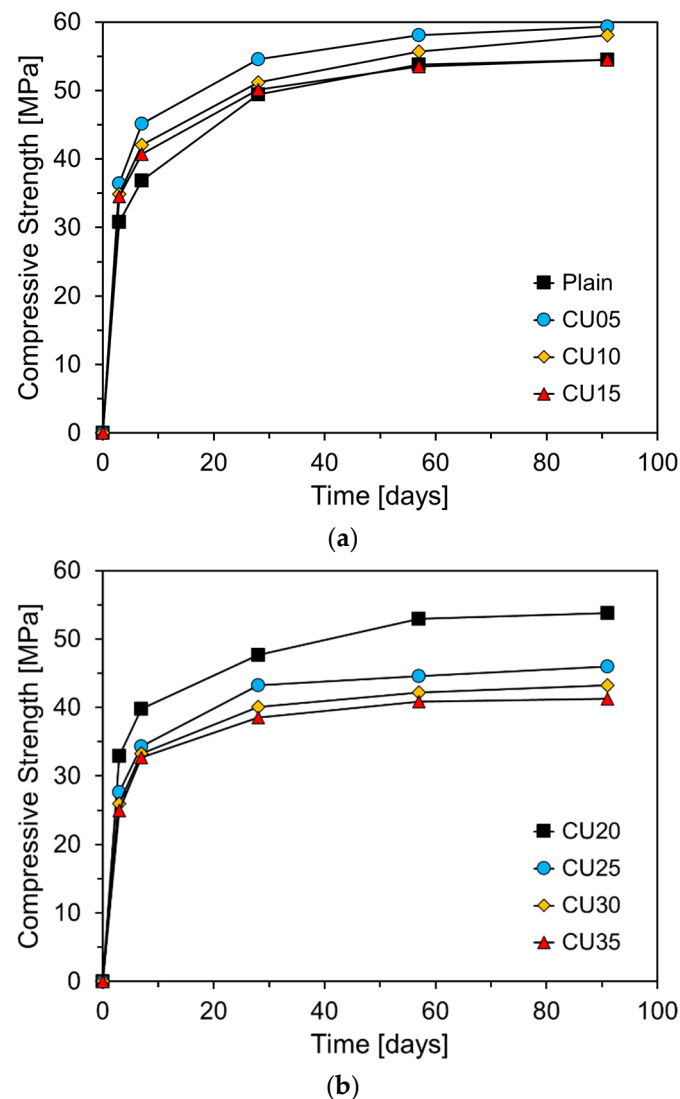 60
50
40
30
20
10
0
Compressive Strength [MPa]
Plain
CU05
CU10
CU15
0 20 40 60 80 100
Time [days]
(a)
60
50
40
30
20
10
0
Compressive Strength [MPa]
CU20
CU25
CU30
CU35
0 20 40 60 80 100
Time [days]
(b)